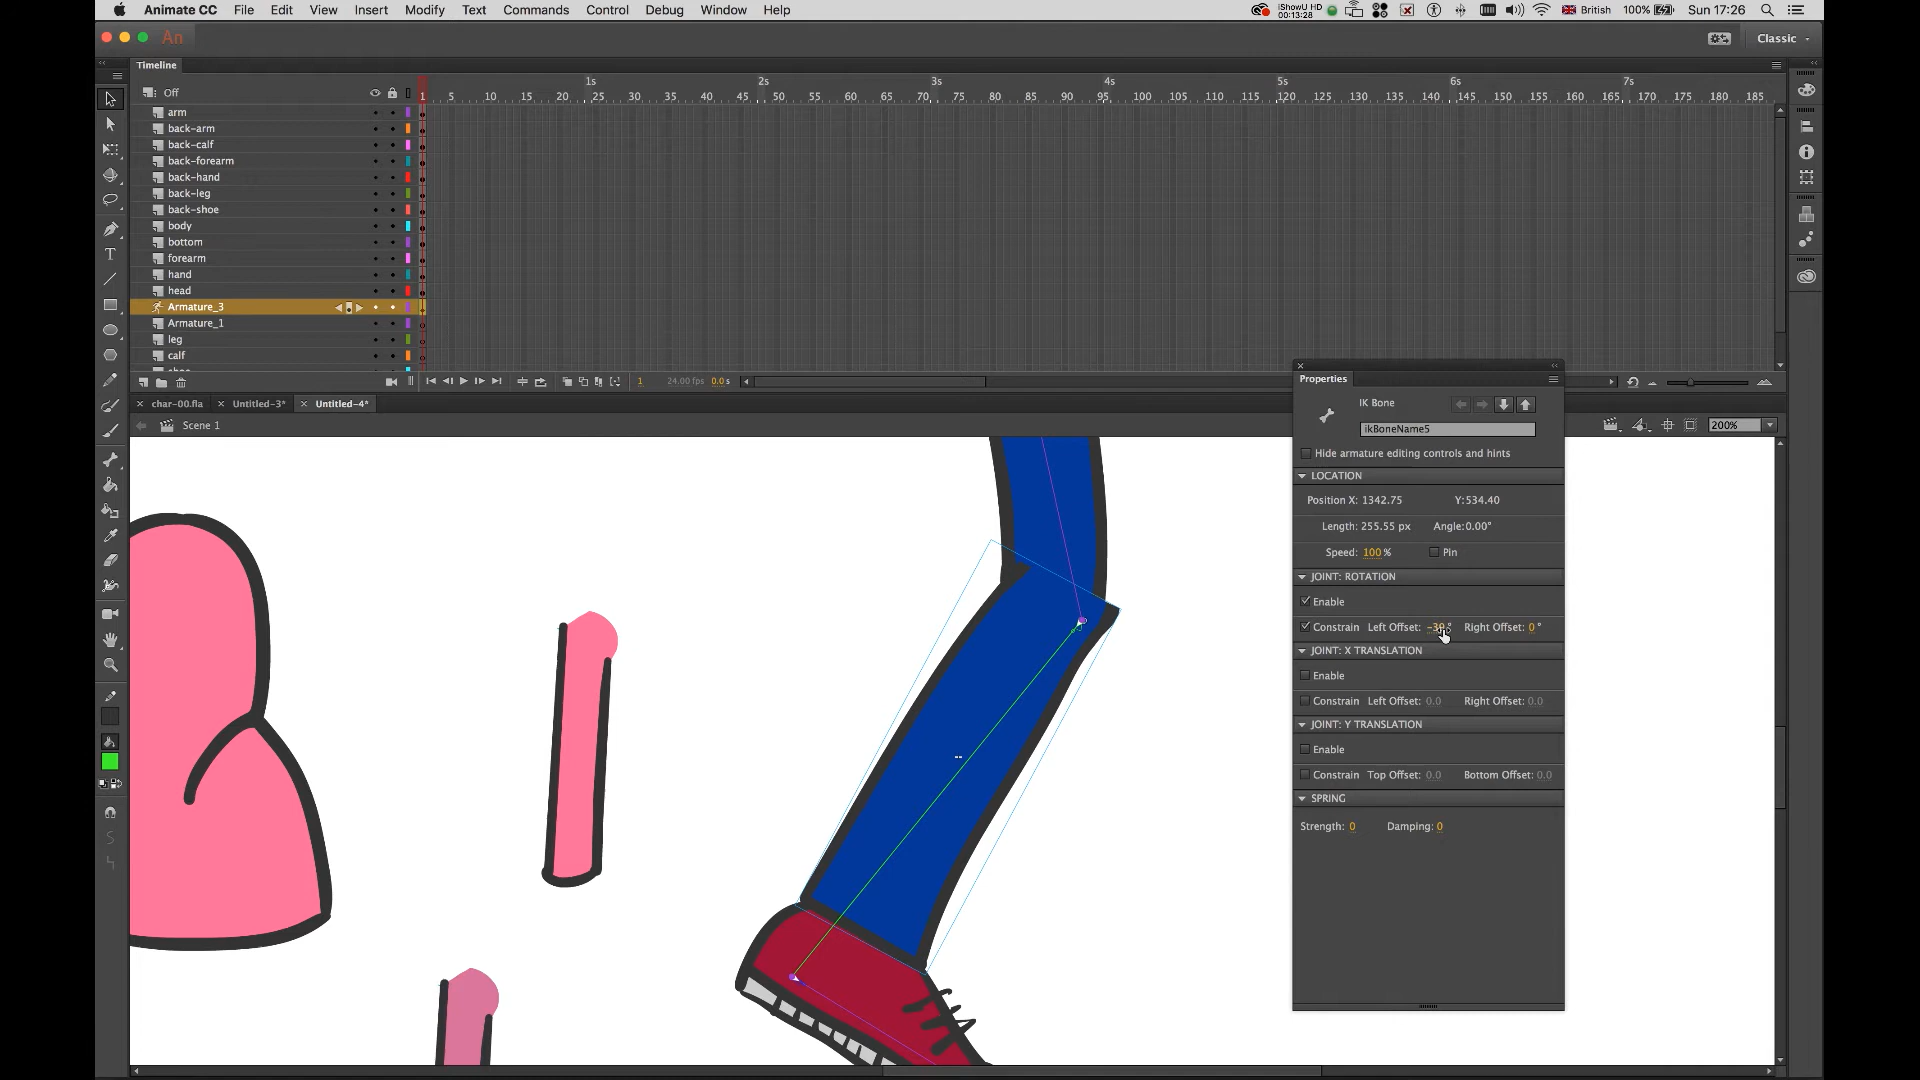 Animate CC File Edit View Insert Modify Text Commands Control Debug Window Help iShowU HD 00:13:28 British 100% Sun 17:26
An Classic
Timeline
1s 2s 3s 4s 5s 6s 7s
Off 1 5 10 15 20 25 30 35 40 45 50 55 60 65 70 75 80 85 90 95 100 105 110 115 120 125 130 135 140 145 150 155 160 165 170 175 180 185
arm
back-arm
back-calf
back-forearm
back-hand
back-leg
back-shoe
body
bottom
forearm
hand
head
Armature_3
Armature_1
leg
calf
1 24.00 fps 0.0 s
char-00.fla Untitled-3* Untitled-4*
Scene 1 200%
Properties
IK Bone
ikBoneName5
Hide armature editing controls and hints
LOCATION
Position X: 1342.75 Y:534.40
Length: 255.55 px Angle:0.00°
Speed: 100 % Pin
JOINT: ROTATION
Enable
Constrain Left Offset: Right Offset: 0 °
JOINT: X TRANSLATION
Enable
Constrain Left Offset: 0.0 Right Offset: 0.0
JOINT: Y TRANSLATION
Enable
Constrain Top Offset: 0.0 Bottom Offset: 0.0
SPRING
Strength: 0 Damping: 0